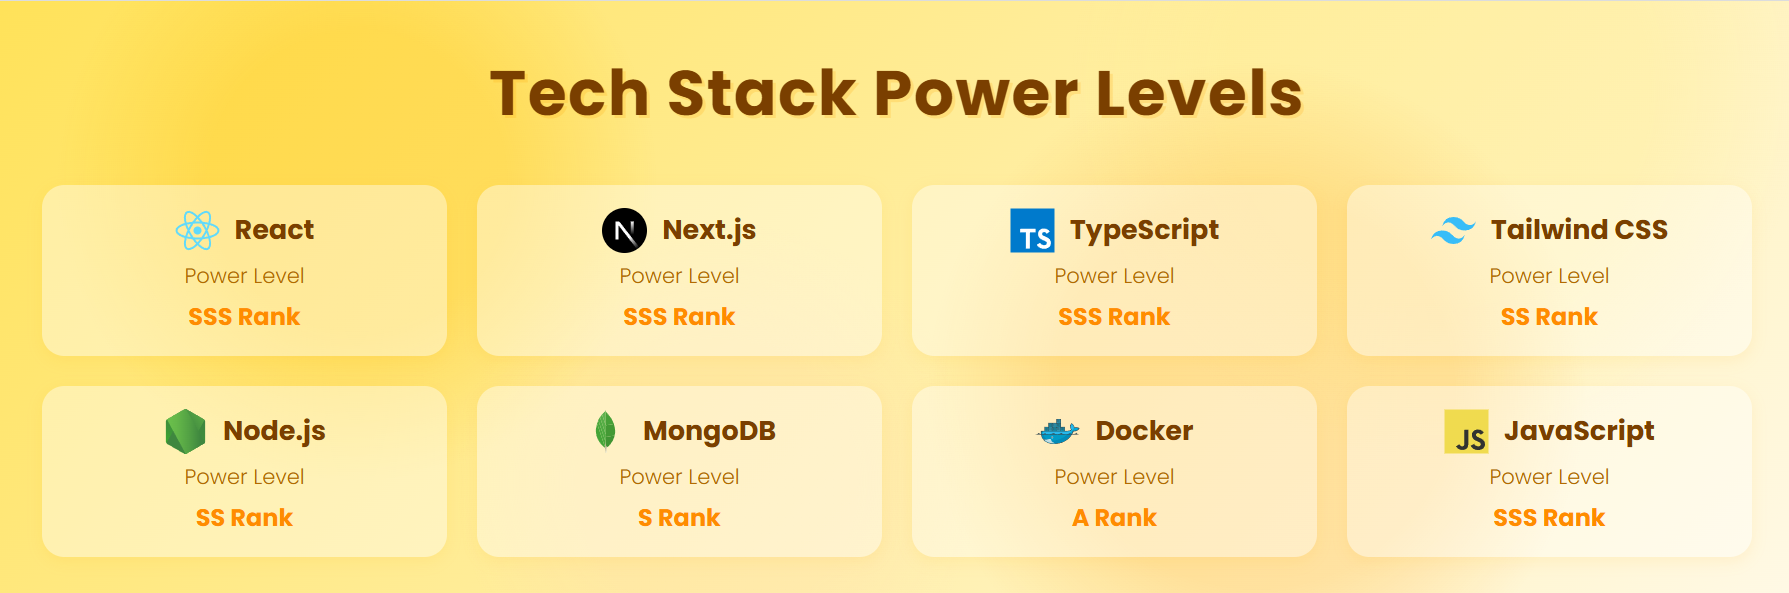 Tech Stack Power Levels
React
Power Level
SSS Rank
N
Next.js
Power Level
SSS Rank
TS
TypeScript
Power Level
SSS Rank
Tailwind CSS
Power Level
SS Rank
Node.js
Power Level
SS Rank
MongoDB
Power Level
S Rank
Docker
Power Level
A Rank
JS
JavaScript
Power Level
SSS Rank